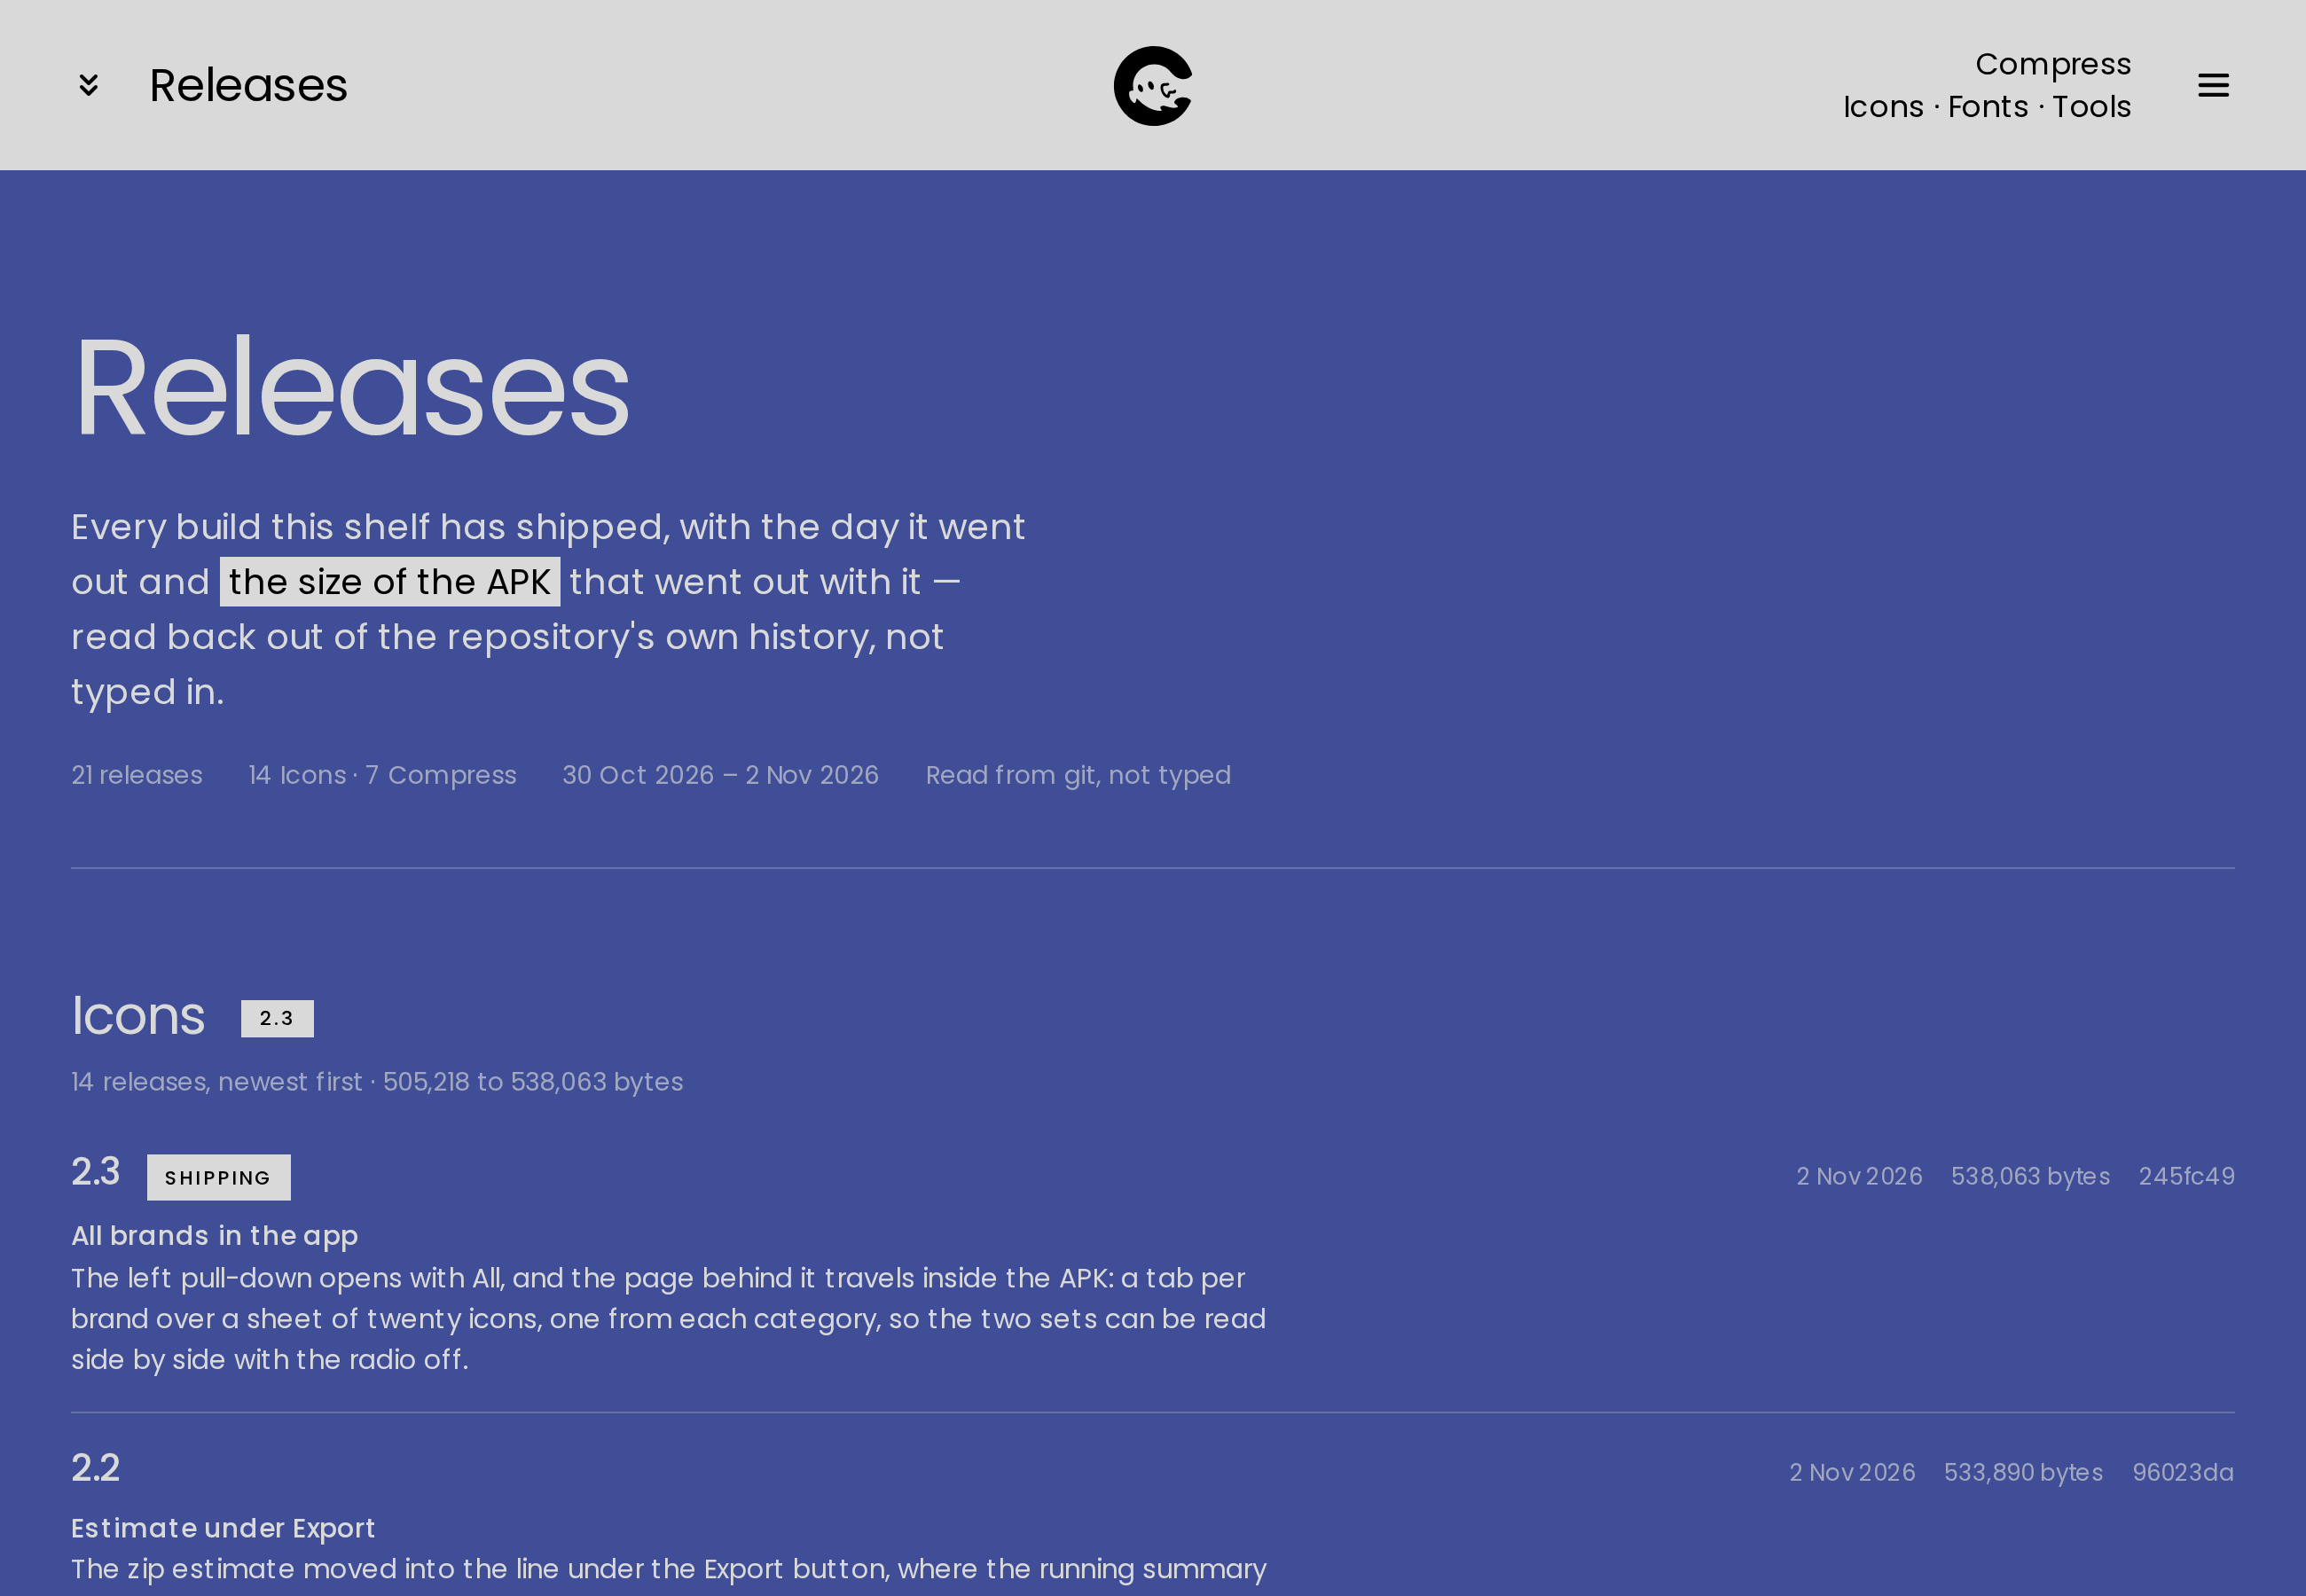 Releases
Compress
Icons · Fonts · Tools
Releases
Every build this shelf has shipped, with the day it went
out and the size of the APK that went out with it —
read back out of the repository's own history, not
typed in.
21 releases 14 Icons · 7 Compress 30 Oct 2026 – 2 Nov 2026 Read from git, not typed
Icons 2.3
14 releases, newest first · 505,218 to 538,063 bytes
2.3 SHIPPING 2 Nov 2026 538,063 bytes 245fc49
All brands in the app
The left pull-down opens with All, and the page behind it travels inside the APK: a tab per
brand over a sheet of twenty icons, one from each category, so the two sets can be read
side by side with the radio off.
2.2 2 Nov 2026 533,890 bytes 96023da
Estimate under Export
The zip estimate moved into the line under the Export button, where the running summary